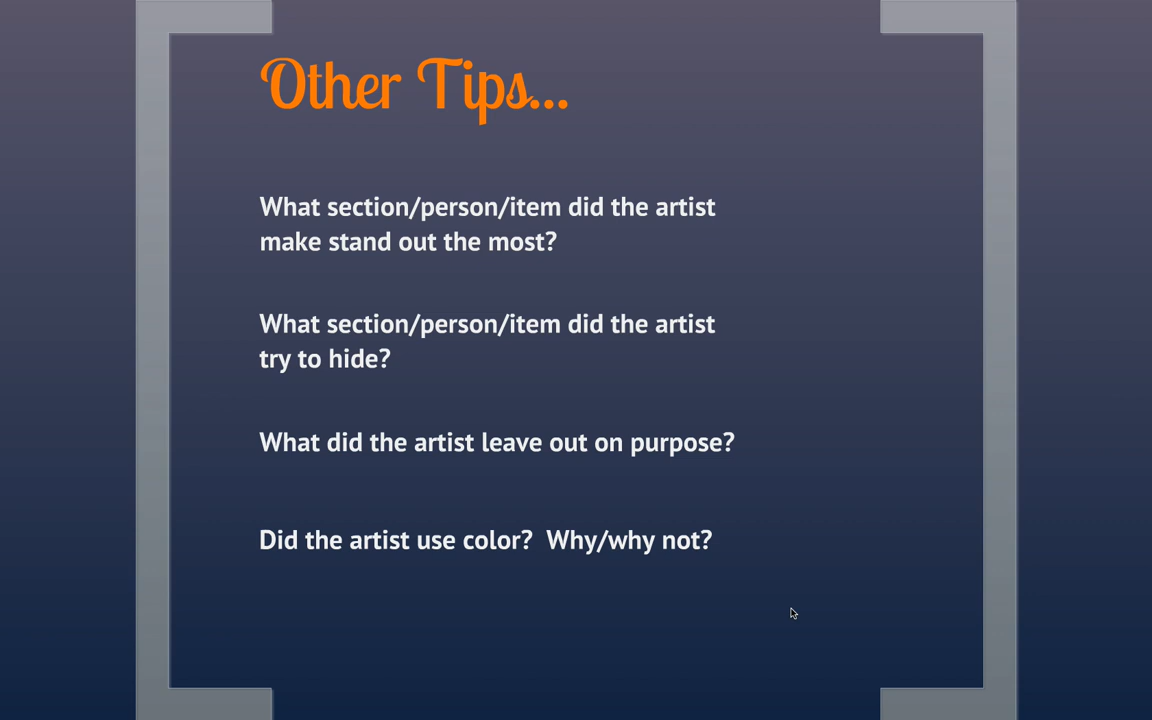 Other Tips...
What section/person/item did the artist
make stand out the most?
What section/person/item did the artist
try to hide?
What did the artist leave out on purpose?
Did the artist use color?  Why/why not?